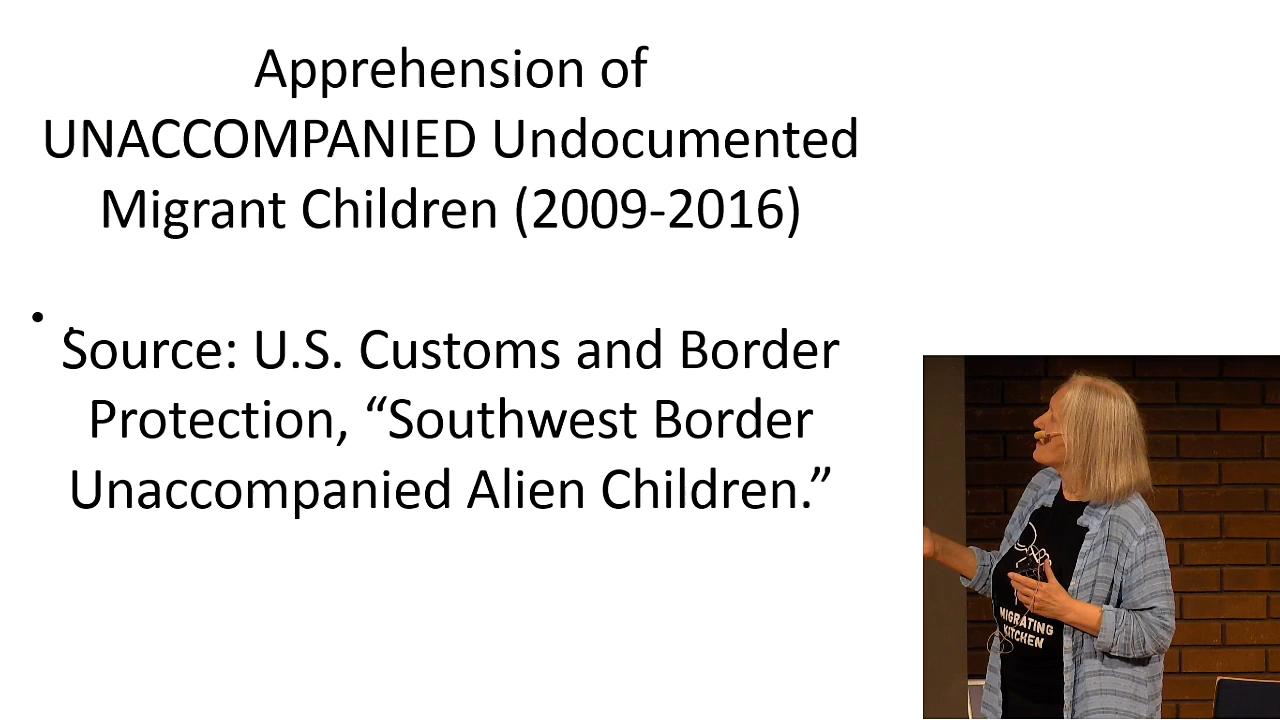 Apprehension of
UNACCOMPANIED Undocumented
Migrant Children (2009-2016)
• .
Source: U.S. Customs and Border
Protection, “Southwest Border
Unaccompanied Alien Children.”
MIGRATING
KITCHEN